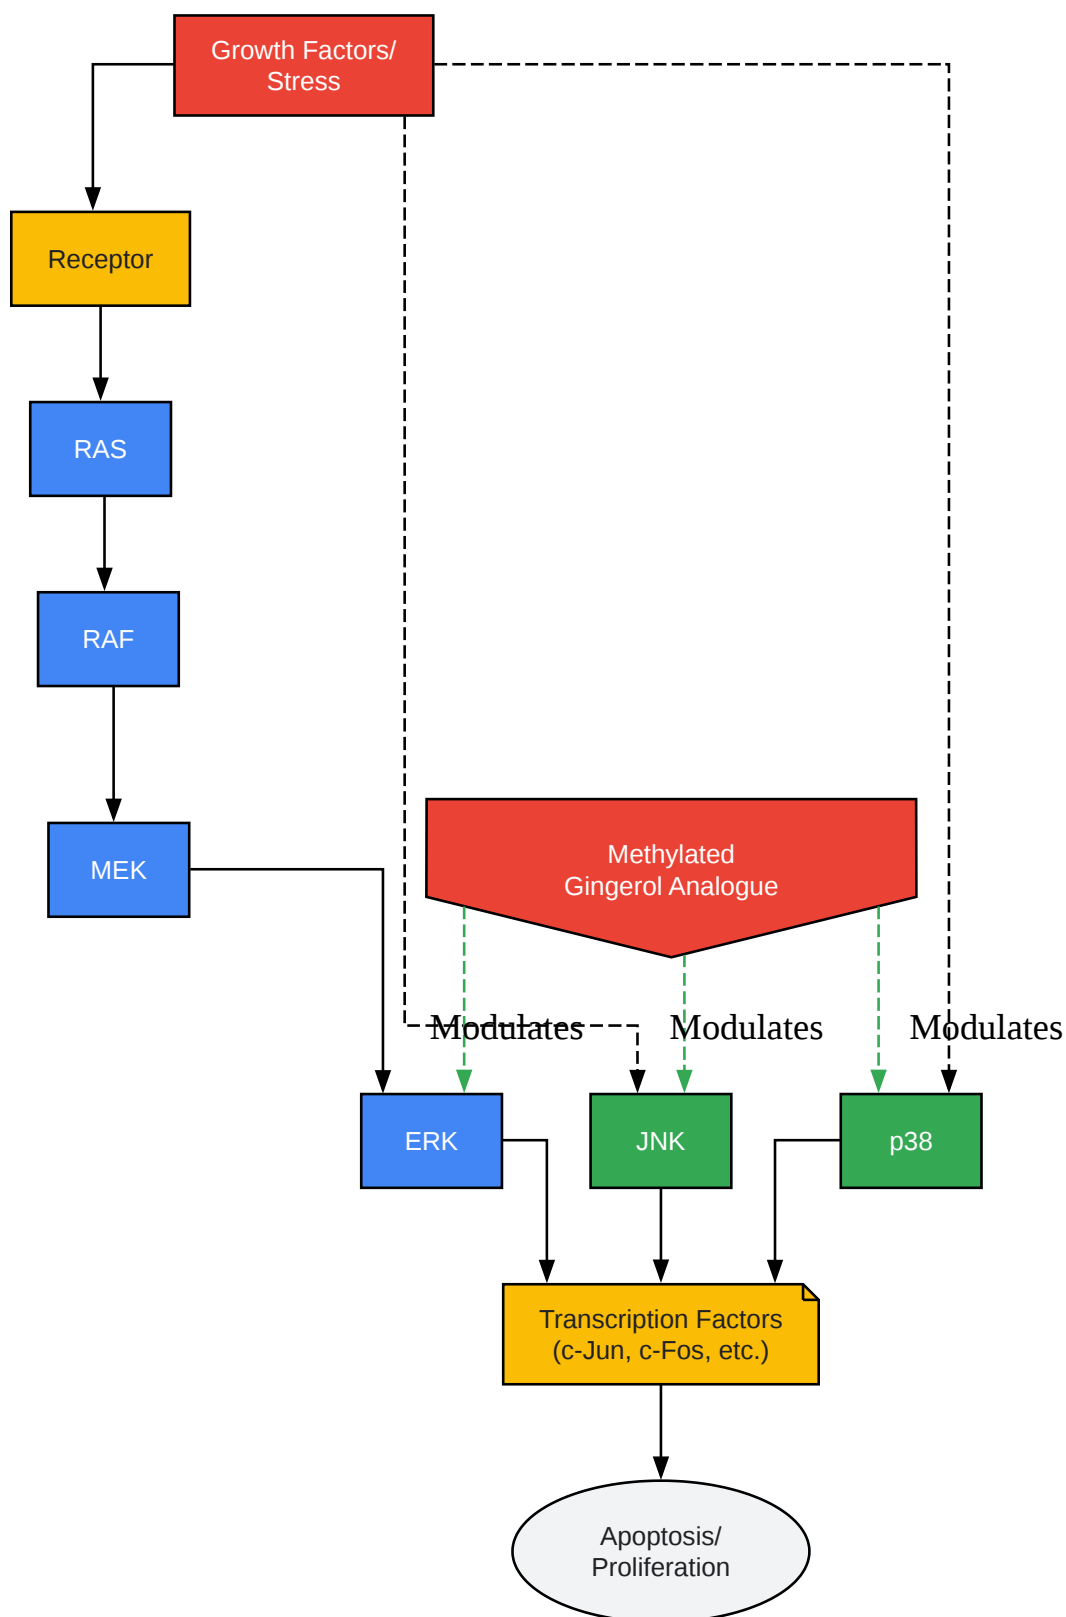 Growth Factors/
Stress
Receptor
RAS
RAF
MEK
Methylated
Gingerol Analogue
Modulates
Modulates
Modulates
ERK
JNK
p38
Transcription Factors
(c-Jun, c-Fos, etc.)
Apoptosis/
Proliferation